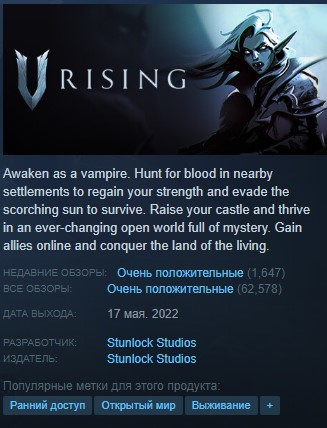 V RISING
Awaken as a vampire. Hunt for blood in nearby
settlements to regain your strength and evade the
scorching sun to survive. Raise your castle and thrive
in an ever-changing open world full of mystery. Gain
allies online and conquer the land of the living.
НЕДАВНИЕ ОБЗОРЫ: Очень положительные (1,647)
ВСЕ ОБЗОРЫ: Очень положительные (62,578)
ДАТА ВЫХОДА: 17 мая. 2022
РАЗРАБОТЧИК: Stunlock Studios
ИЗДАТЕЛЬ: Stunlock Studios
Популярные метки для этого продукта:
Ранний доступ Открытый мир Выживание +